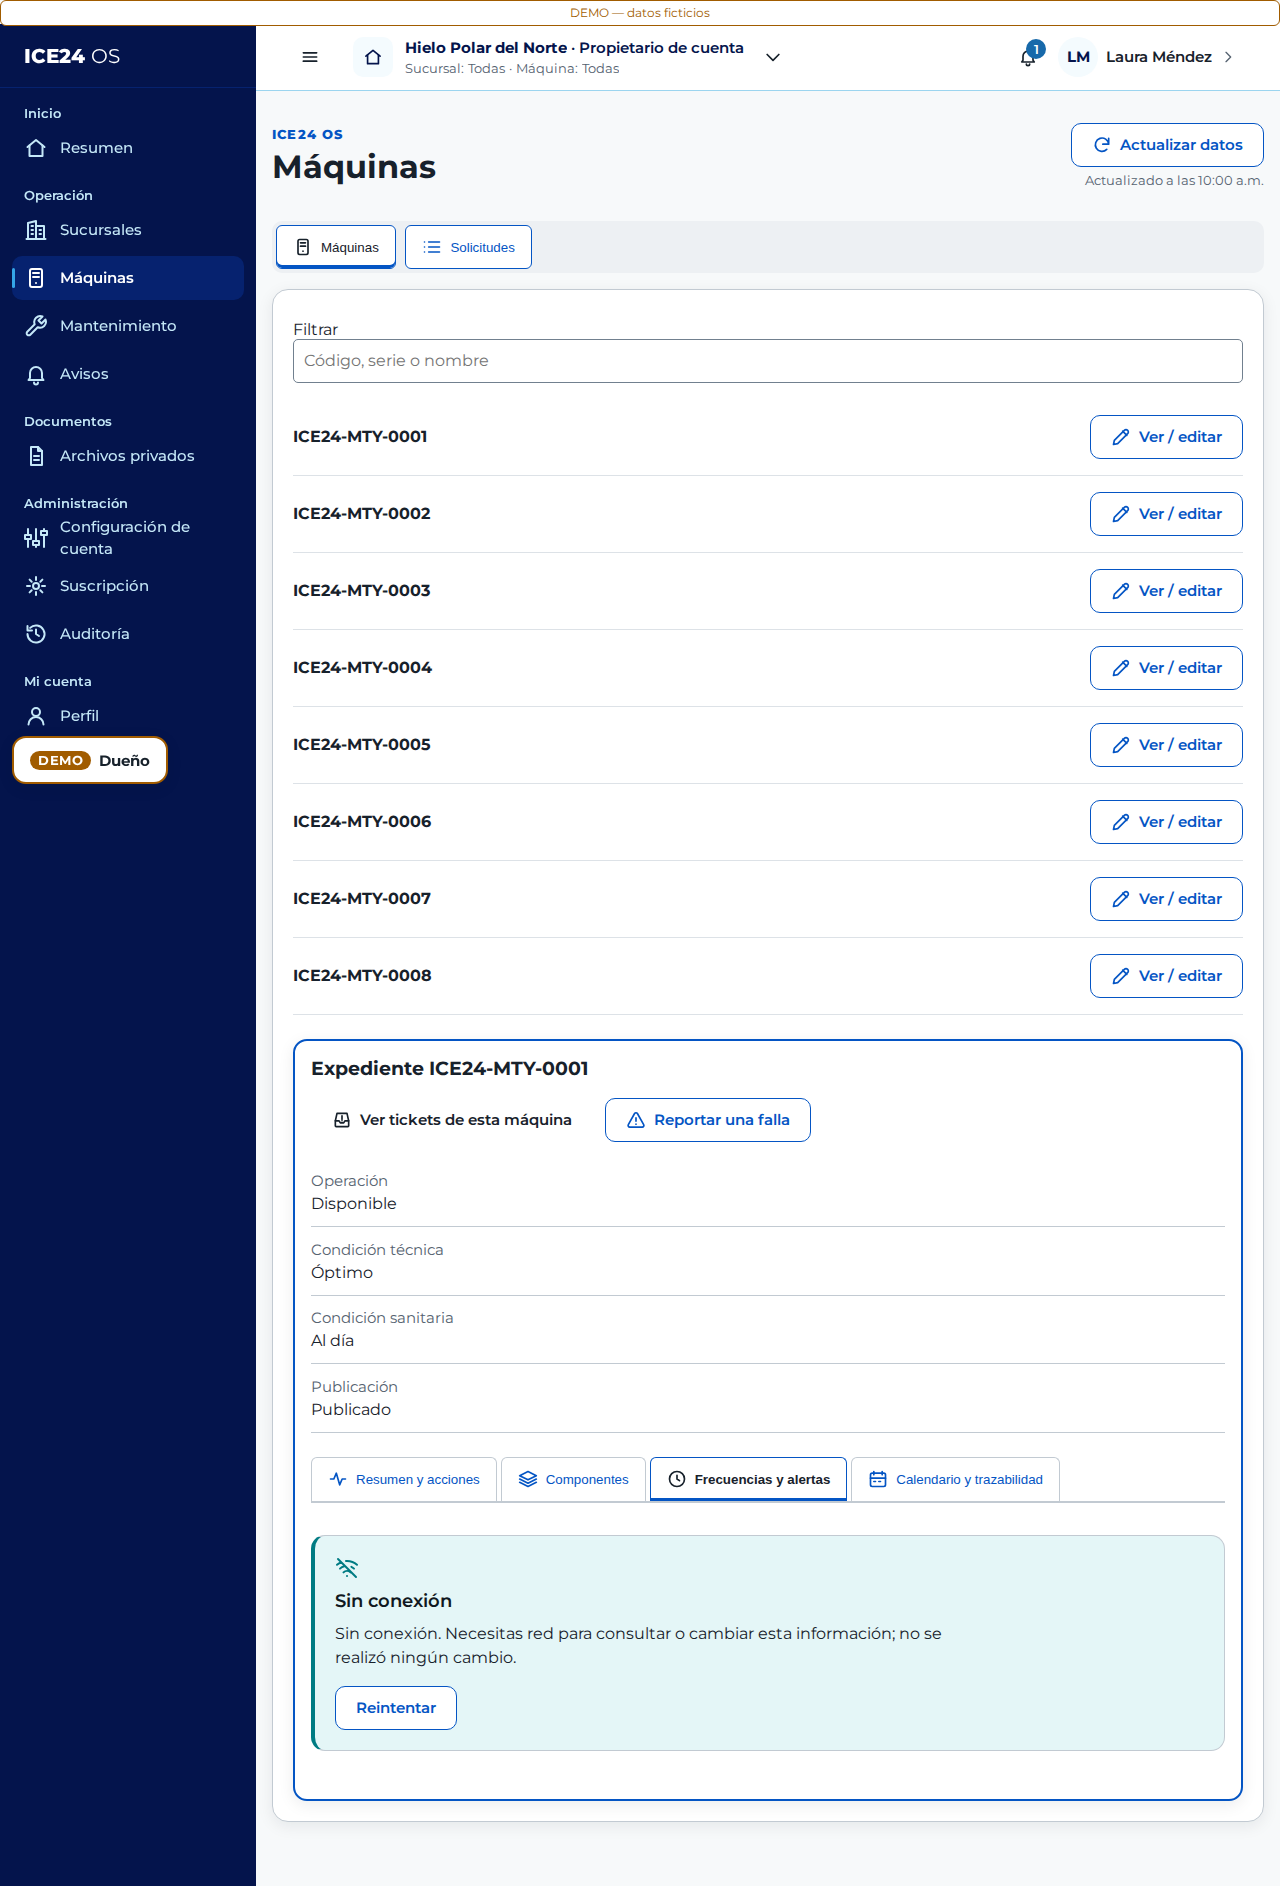 DEMO — datos ficticios
ICE24 OS
Inicio
Resumen
Operación
Sucursales
Máquinas
Mantenimiento
Avisos
Documentos
Archivos privados
Administración
Configuración de
cuenta
Suscripción
Auditoría
Mi cuenta
Perfil
DEMO Dueño
Hielo Polar del Norte · Propietario de cuenta
Sucursal: Todas · Máquina: Todas
1
LM
Laura Méndez
ICE24 OS
Máquinas
Actualizar datos
Actualizado a las 10:00 a.m.
Máquinas
Solicitudes
Filtrar
Código, serie o nombre
ICE24-MTY-0001
Ver / editar
ICE24-MTY-0002
Ver / editar
ICE24-MTY-0003
Ver / editar
ICE24-MTY-0004
Ver / editar
ICE24-MTY-0005
Ver / editar
ICE24-MTY-0006
Ver / editar
ICE24-MTY-0007
Ver / editar
ICE24-MTY-0008
Ver / editar
Expediente ICE24-MTY-0001
Ver tickets de esta máquina
Reportar una falla
Operación
Disponible
Condición técnica
Óptimo
Condición sanitaria
Al día
Publicación
Publicado
Resumen y acciones
Componentes
Frecuencias y alertas
Calendario y trazabilidad
Sin conexión
Sin conexión. Necesitas red para consultar o cambiar esta información; no se
realizó ningún cambio.
Reintentar